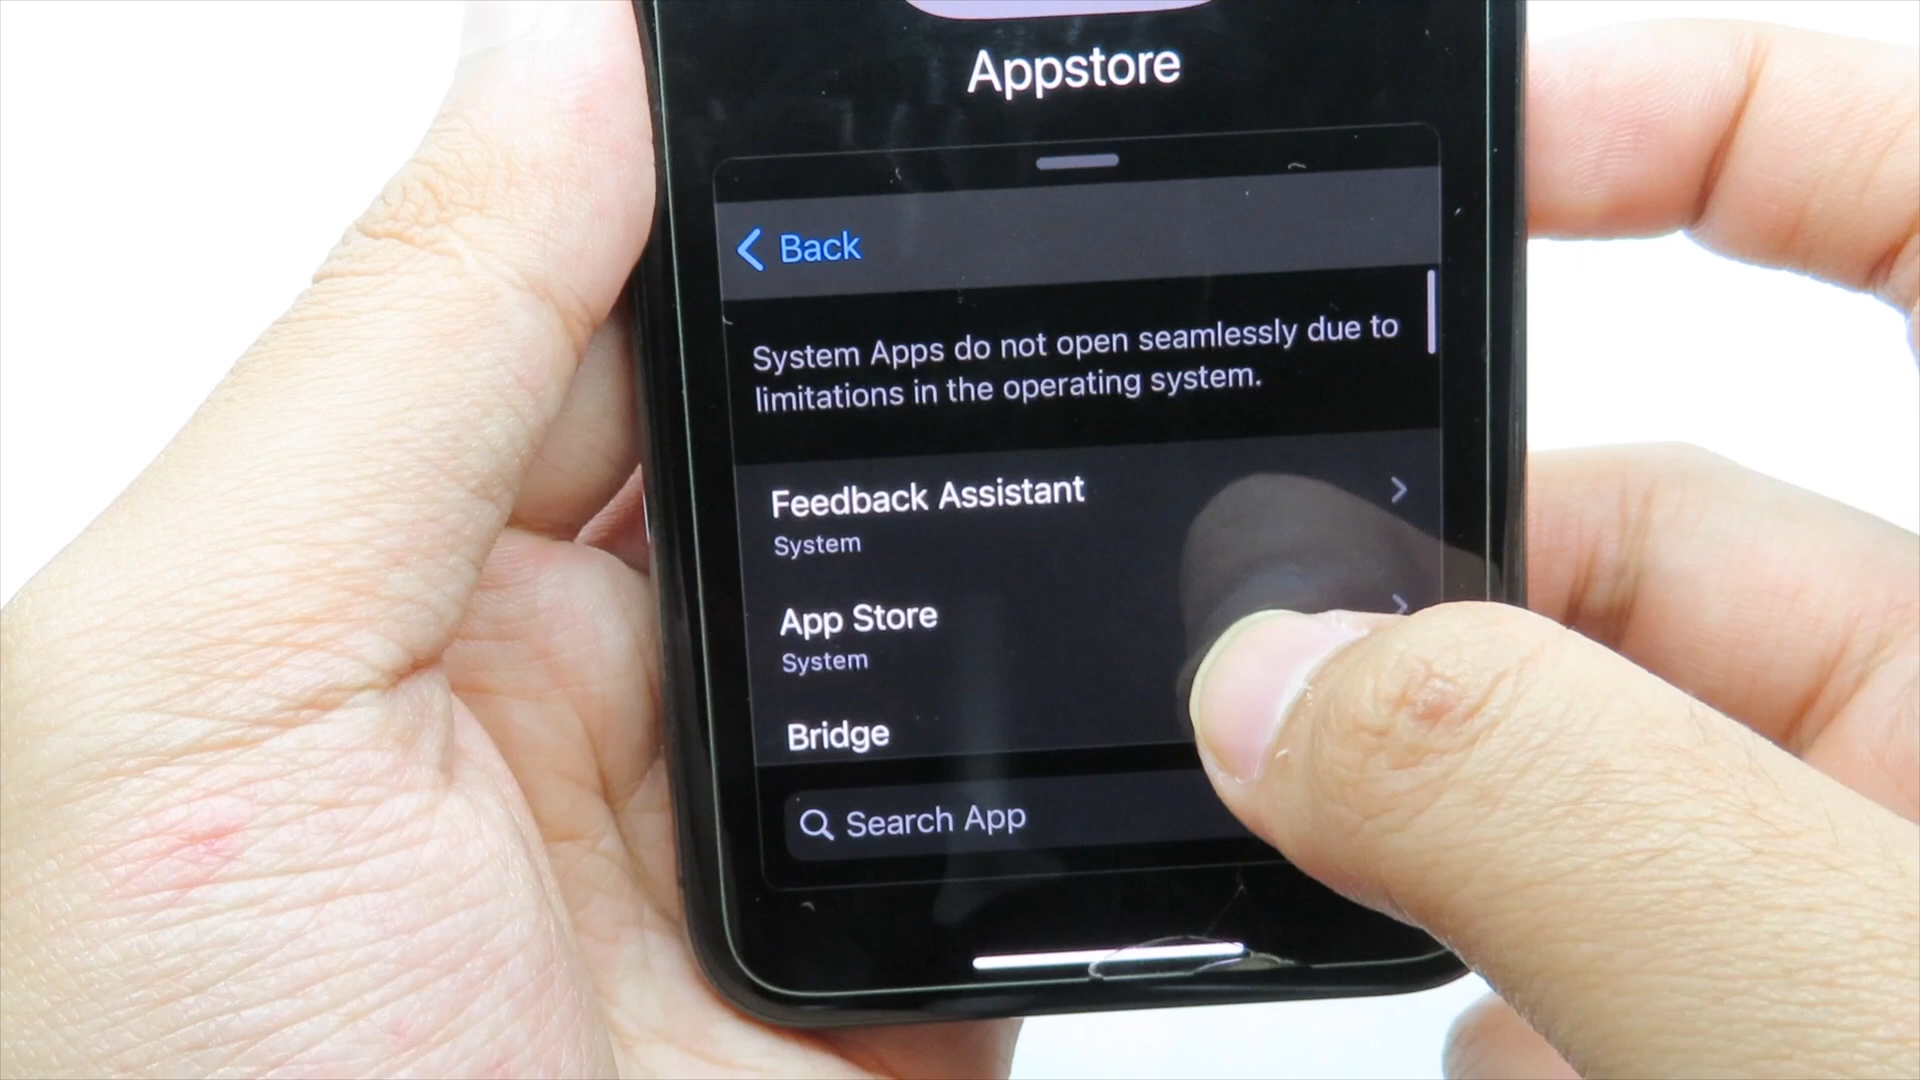 Appstore
Back
System Apps do not open seamlessly due to
limitations in the operating system.
Feedback Assistant
System
App Store
System
Bridge
Search App